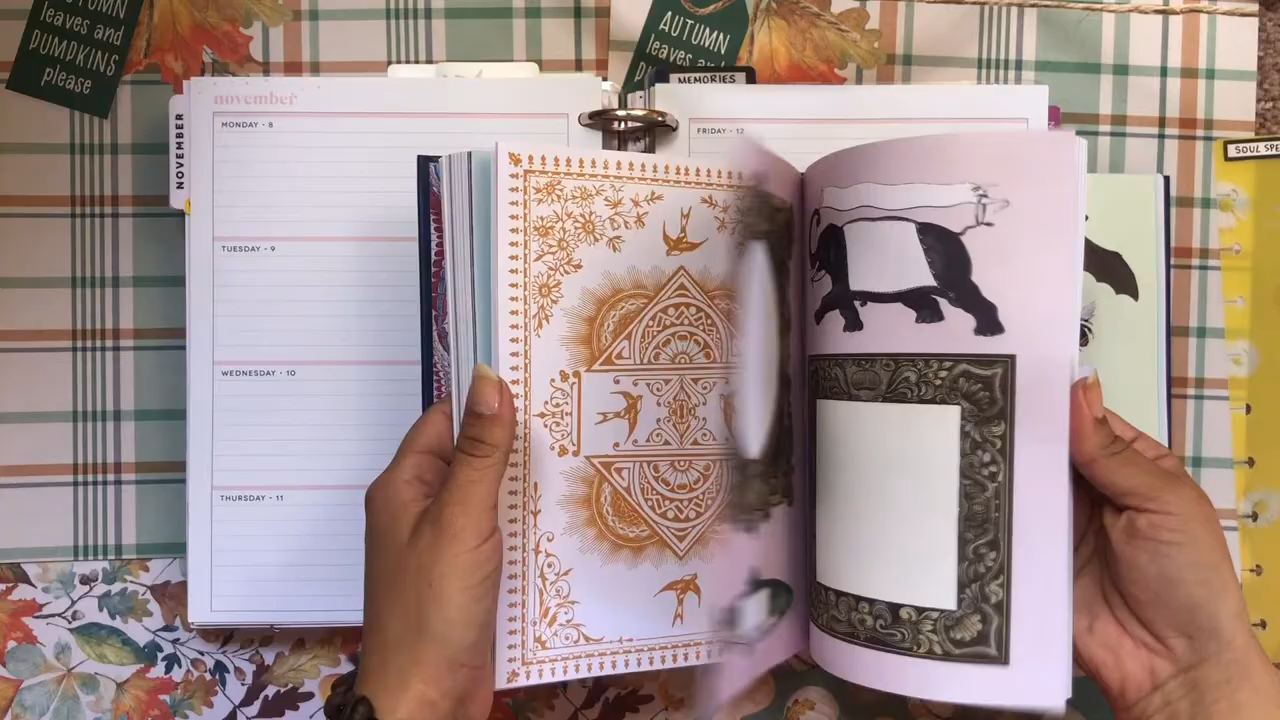 AUTUMN
leaves and
PUMPKINS
please
AUTUMN
leaves and
MEMORIES
NOVEMBER
november
MONDAY • 8
FRIDAY • 12
TUESDAY • 9
WEDNESDAY • 10
THURSDAY • 11
SOUL SPE